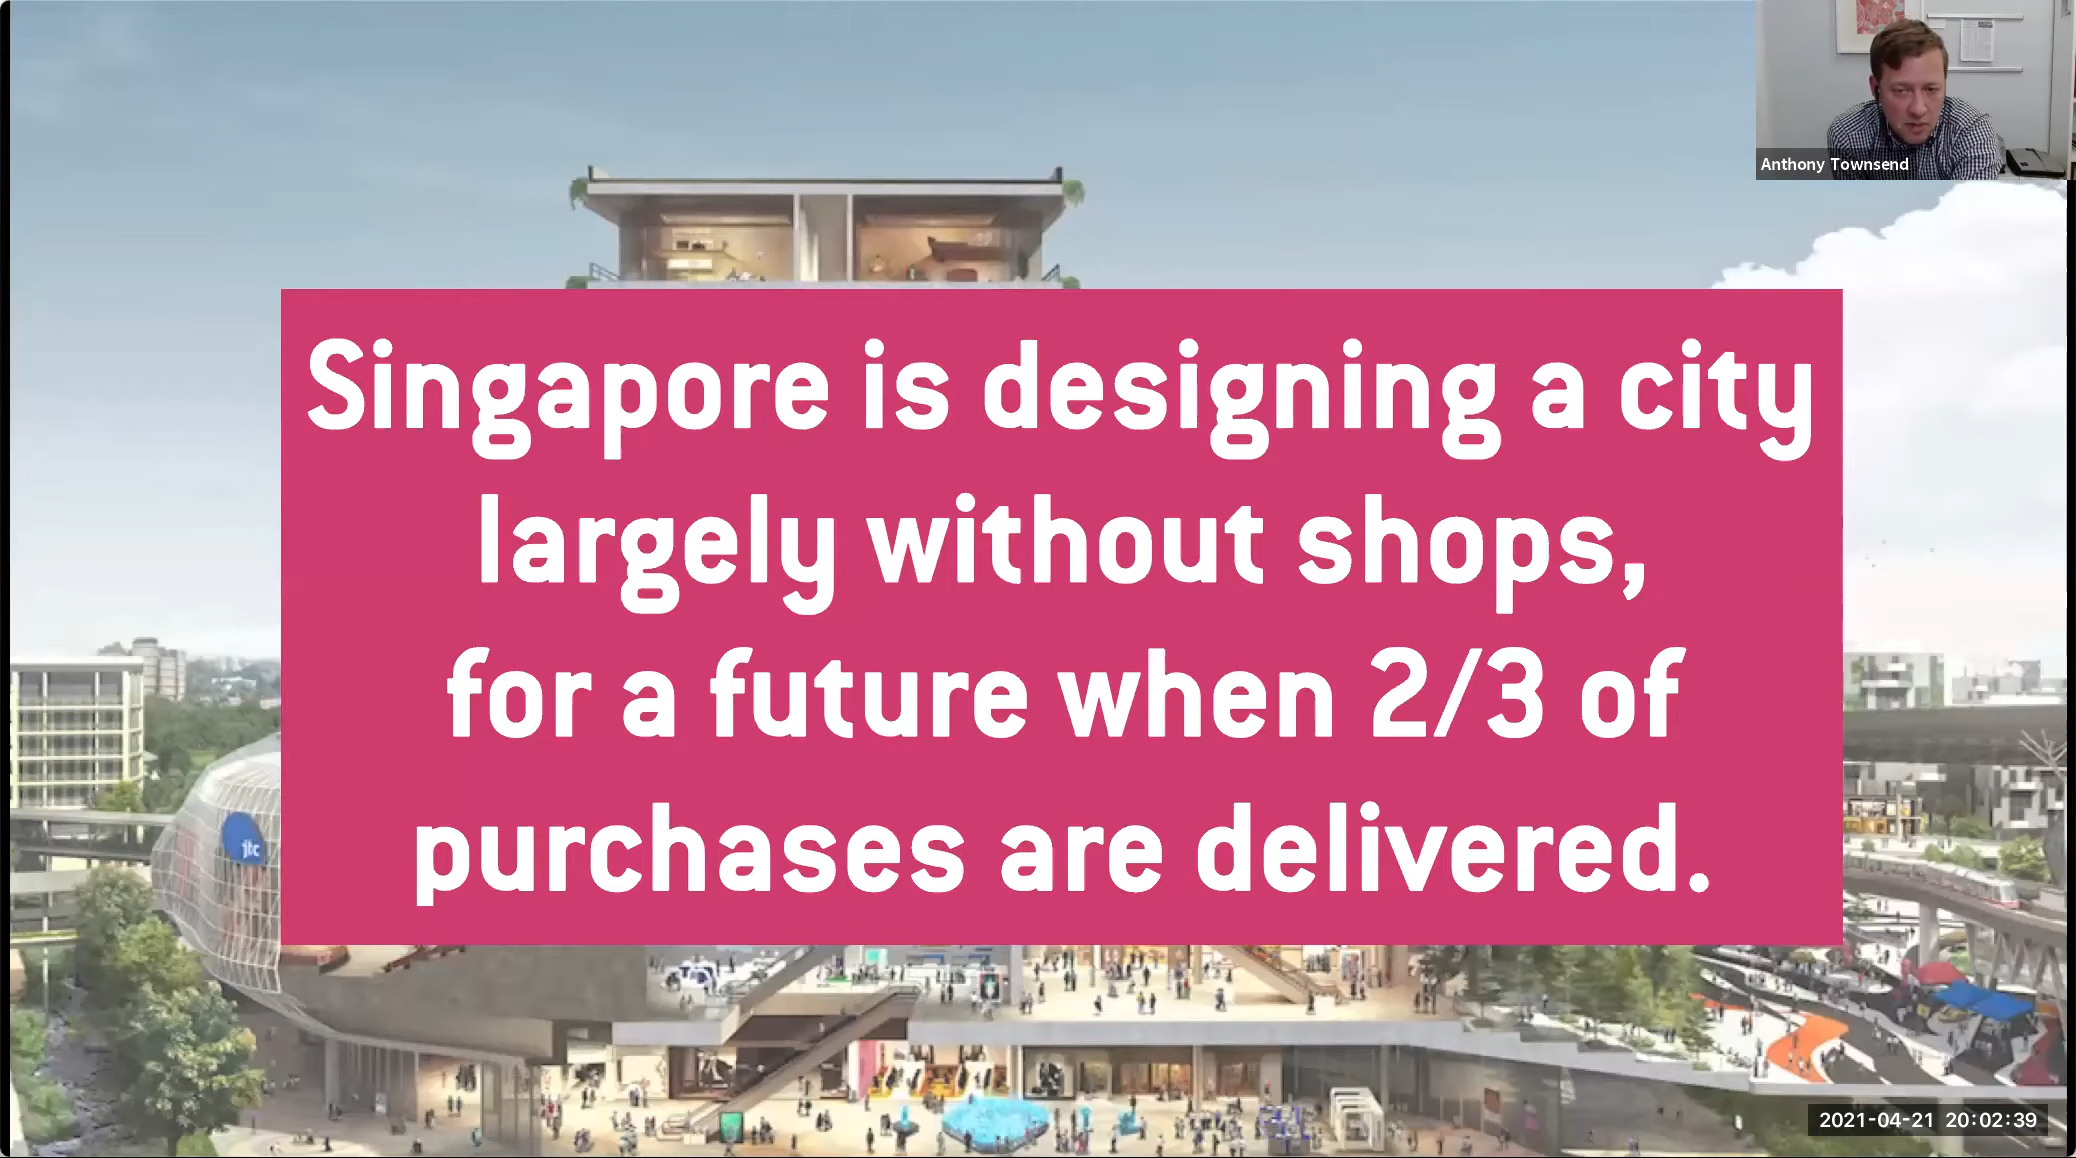 Anthony Townsend
Singapore is designing a city
largely without shops,
for a future when 2/3 of
purchases are delivered.
jtc
2021-04-21 20:02:39